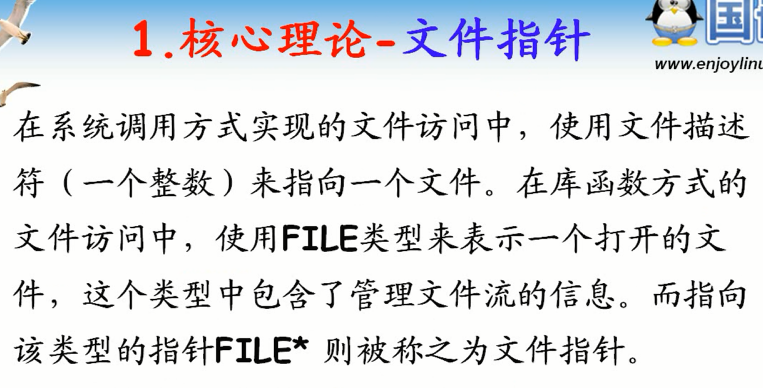 1.核心理论-文件指针
国
www.enjoylinu
在系统调用方式实现的文件访问中，使用文件描述
符（一个整数）来指向一个文件。在库函数方式的
文件访问中，使用FILE类型来表示一个打开的文
件，这个类型中包含了管理文件流的信息。而指向
该类型的指针FILE* 则被称之为文件指针。